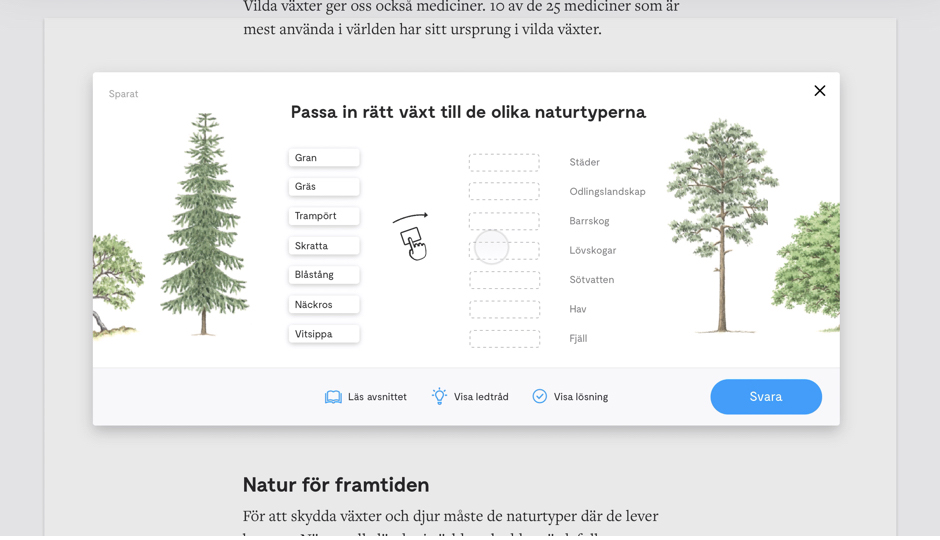 Vilda växter ger oss också mediciner. 10 av de 25 mediciner som är
mest använda i världen har sitt ursprung i vilda växter.
Sparat
Passa in rätt växt till de olika naturtyperna
Gran
Gräs
Trampört
Skratta
Blåstång
Näckros
Vitsippa
Städer
Odlingslandskap
Barrskog
Lövskogar
Sötvatten
Hav
Fjäll
Läs avsnittet
Visa ledtråd
Visa lösning
Svara
Natur för framtiden
För att skydda växter och djur måste de naturtyper där de lever